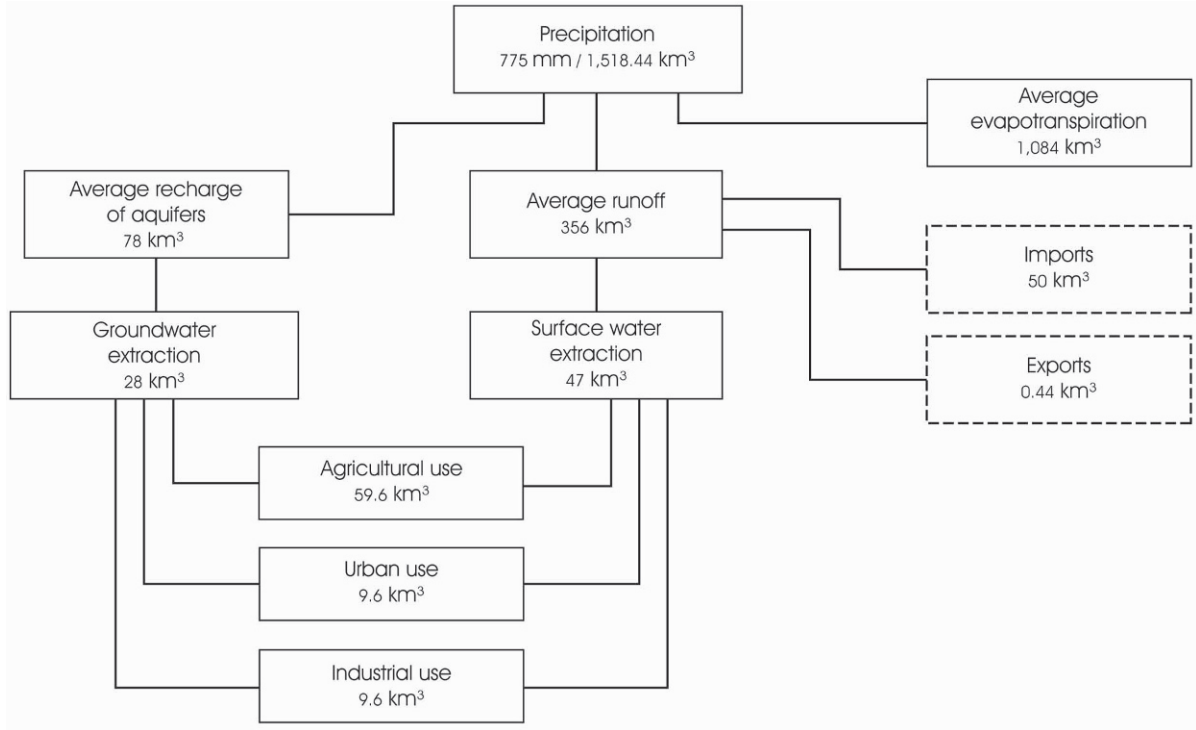 Precipitation
775 mm / 1,518.44 km³
Average
evapotranspiration
1,084 km³
Average recharge
of aquifers
78 km³
Average runoff
356 km³
Imports
50 km³
Groundwater
extraction
28 km³
Surface water
extraction
47 km³
Exports
0.44 km³
Agricultural use
59.6 km³
Urban use
9.6 km³
Industrial use
9.6 km³